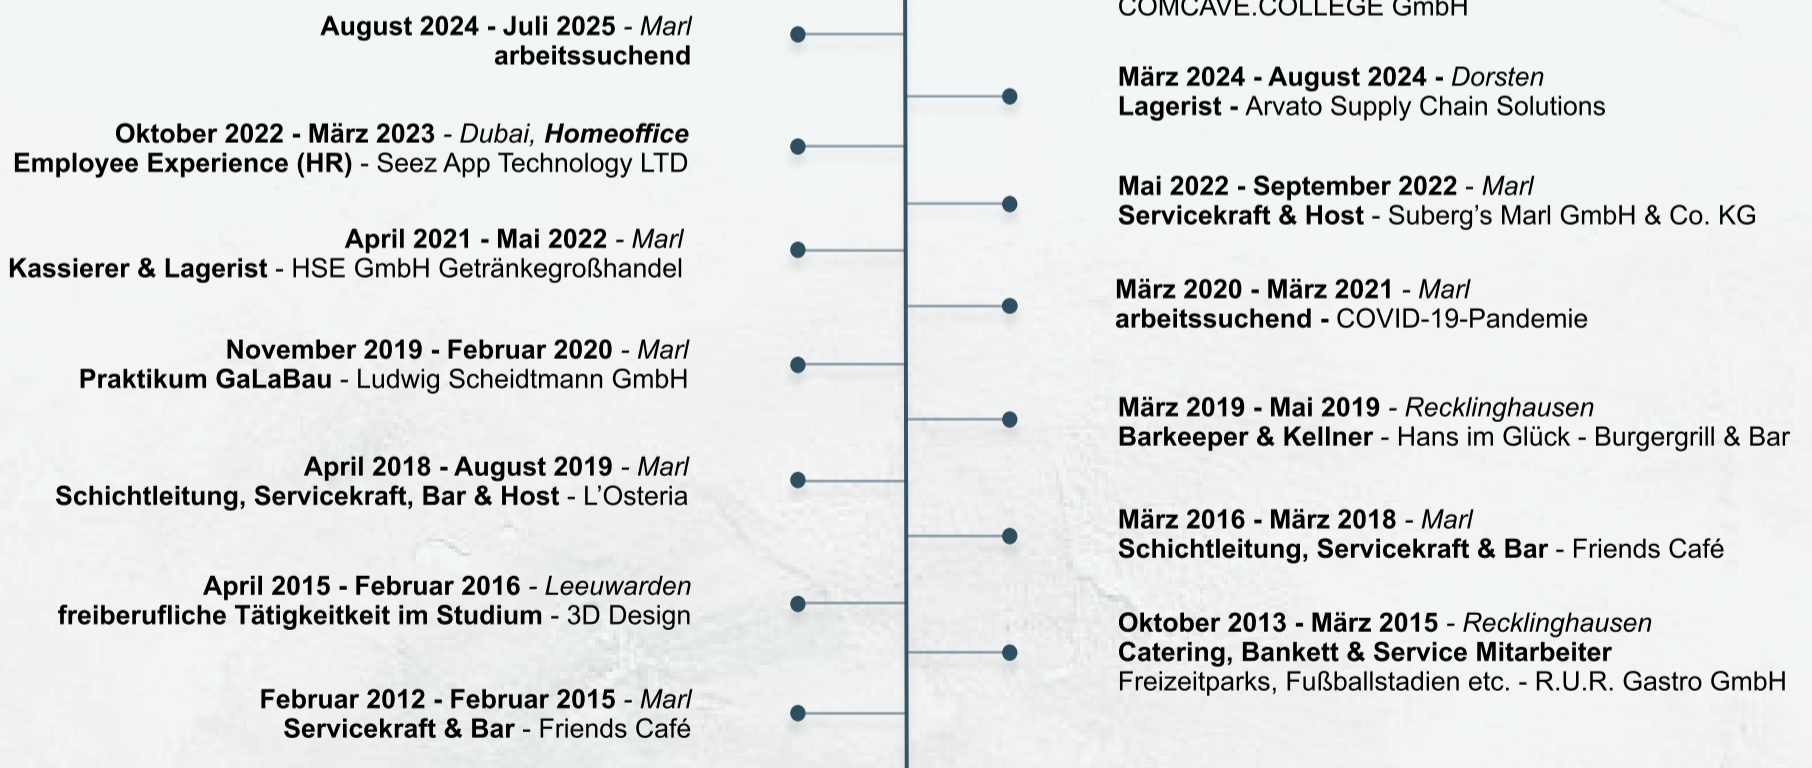 COMCAVE.COLLEGE GmbH
August 2024 - Juli 2025 - Marl
arbeitssuchend
März 2024 - August 2024 - Dorsten
Lagerist - Arvato Supply Chain Solutions
Oktober 2022 - März 2023 - Dubai, Homeoffice
Employee Experience (HR) - Seez App Technology LTD
Mai 2022 - September 2022 - Marl
Servicekraft & Host - Suberg’s Marl GmbH & Co. KG
April 2021 - Mai 2022 - Marl
Kassierer & Lagerist - HSE GmbH Getränkegroßhandel
März 2020 - März 2021 - Marl
arbeitssuchend - COVID-19-Pandemie
November 2019 - Februar 2020 - Marl
Praktikum GaLaBau - Ludwig Scheidtmann GmbH
März 2019 - Mai 2019 - Recklinghausen
Barkeeper & Kellner - Hans im Glück - Burgergrill & Bar
April 2018 - August 2019 - Marl
Schichtleitung, Servicekraft, Bar & Host - L’Osteria
März 2016 - März 2018 - Marl
Schichtleitung, Servicekraft & Bar - Friends Café
April 2015 - Februar 2016 - Leeuwarden
freiberufliche Tätigkeitkeit im Studium - 3D Design
Oktober 2013 - März 2015 - Recklinghausen
Catering, Bankett & Service Mitarbeiter
Freizeitparks, Fußballstadien etc. - R.U.R. Gastro GmbH
Februar 2012 - Februar 2015 - Marl
Servicekraft & Bar - Friends Café